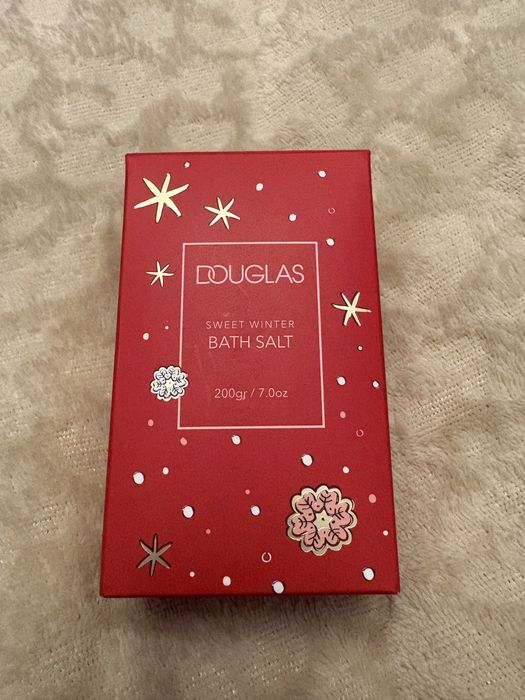 DOUGLAS
SWEET WINTER
BATH SALT
200gr / 7.0oz